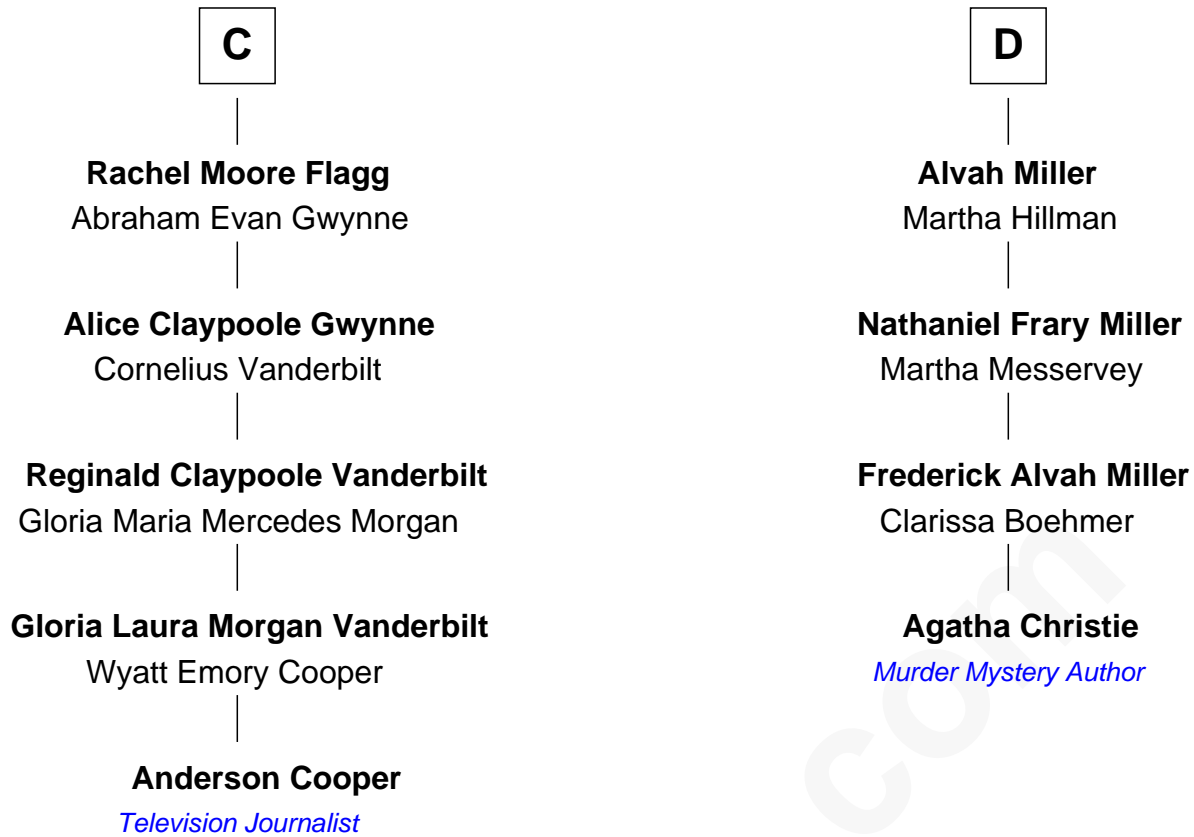 C
Rachel Moore Flagg
Abraham Evan Gwynne
Alice Claypoole Gwynne
Cornelius Vanderbilt
Reginald Claypoole Vanderbilt
Gloria Maria Mercedes Morgan
Gloria Laura Morgan Vanderbilt
Wyatt Emory Cooper
Anderson Cooper
Television Journalist
D
Alvah Miller
Martha Hillman
Nathaniel Frary Miller
Martha Messervey
Frederick Alvah Miller
Clarissa Boehmer
Agatha Christie
Murder Mystery Author
com